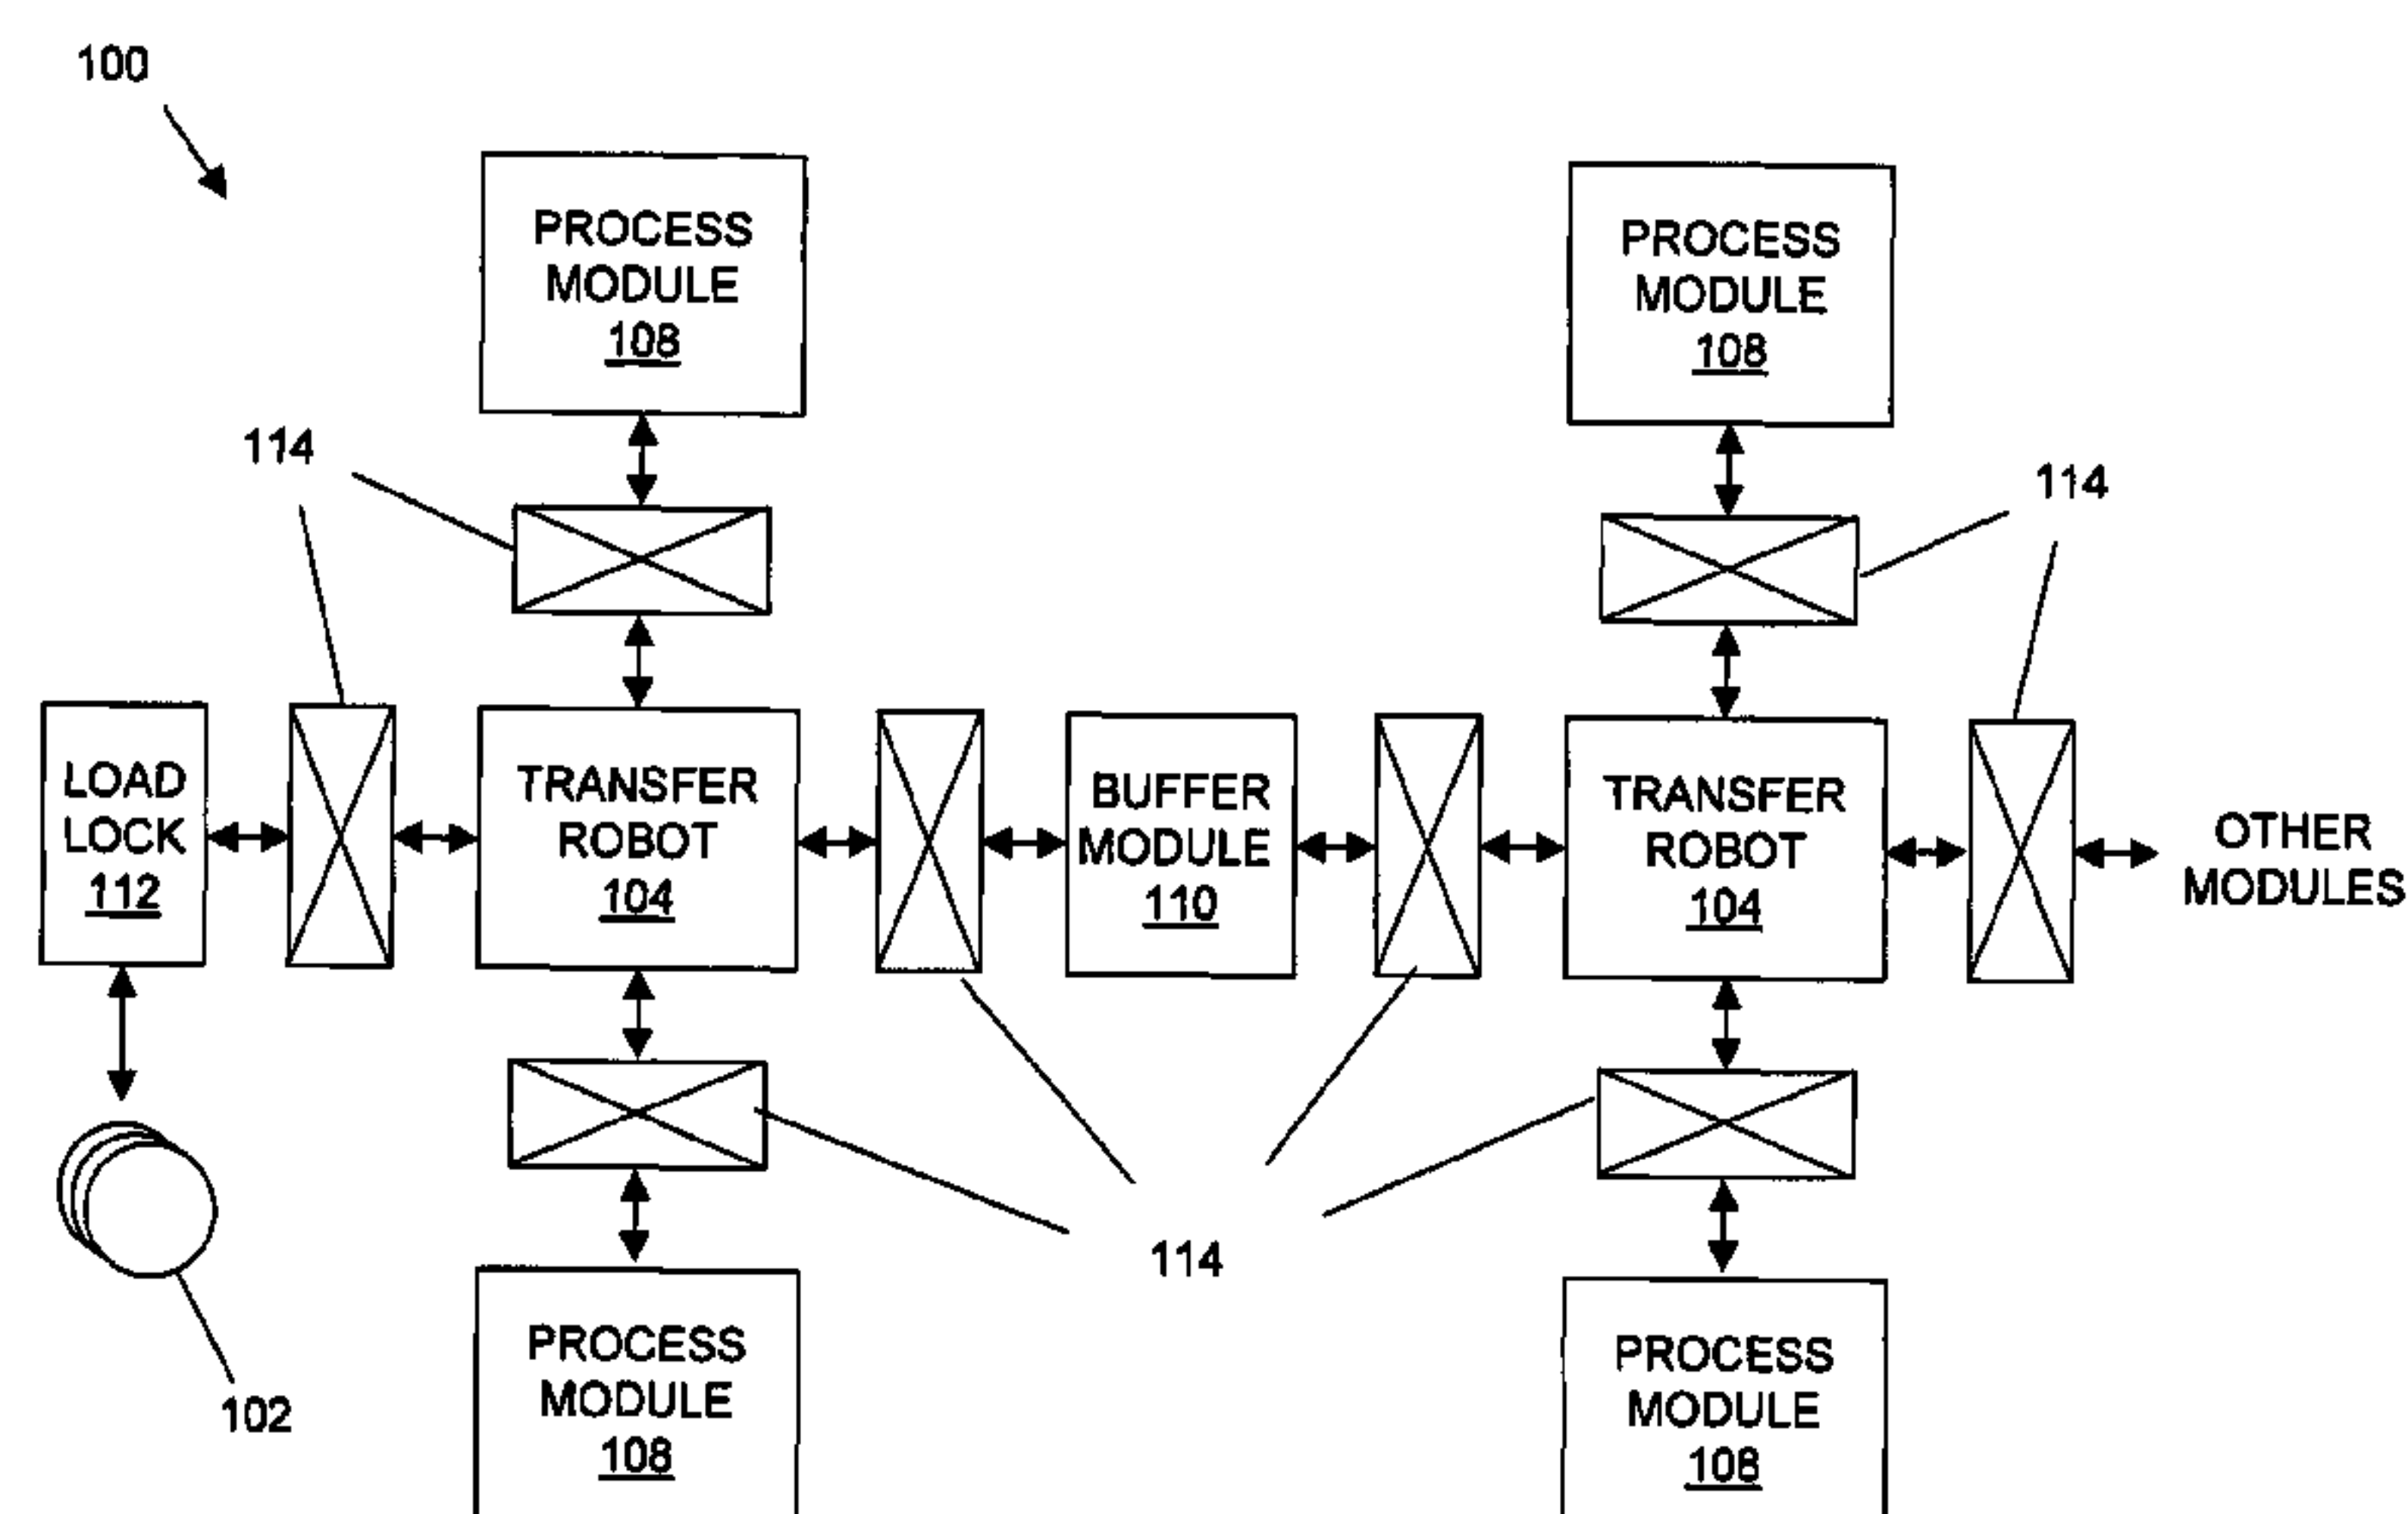 100
PROCESS
MODULE
108
PROCESS
MODULE
108
114
114
LOAD
LOCK
112
TRANSFER
ROBOT
104
BUFFER
MODULE
110
TRANSFER
ROBOT
104
OTHER
MODULES
114
102
PROCESS
MODULE
108
PROCESS
MODULE
108